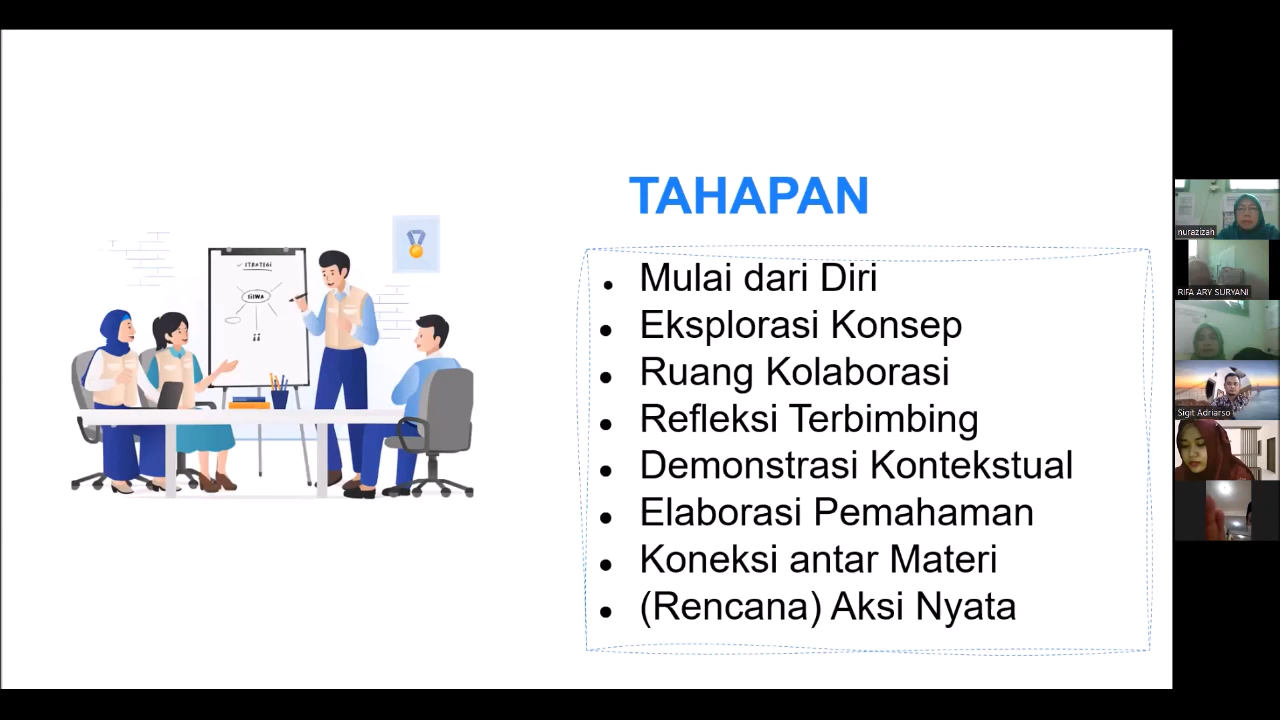 TAHAPAN
Mulai dari Diri
Eksplorasi Konsep
Ruang Kolaborasi
Refleksi Terbimbing
Demonstrasi Kontekstual
Elaborasi Pemahaman
Koneksi antar Materi
(Rencana) Aksi Nyata
STRATEGI
SISWA
nurazizah
RIFA ARY SURYANI
Sigit Adriarso